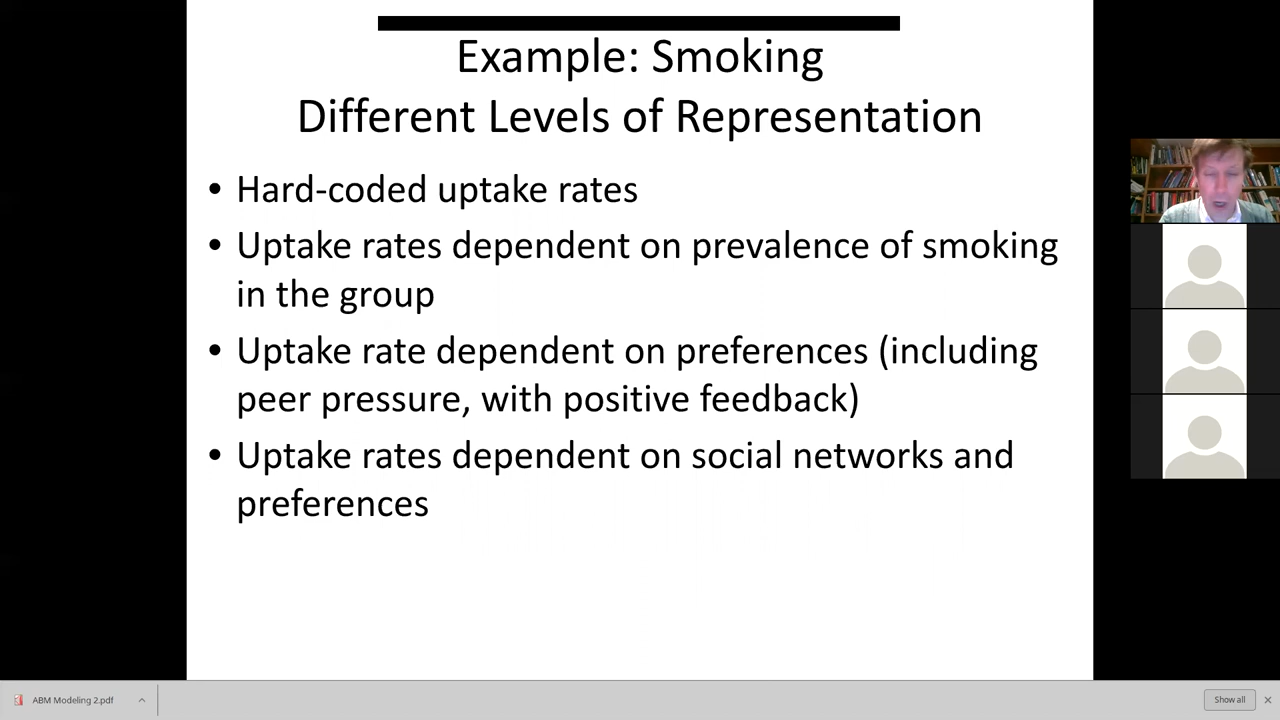 Example: Smoking
Different Levels of Representation
• Hard-coded uptake rates
• Uptake rates dependent on prevalence of smoking
in the group
• Uptake rate dependent on preferences (including
peer pressure, with positive feedback)
• Uptake rates dependent on social networks and
preferences
ABM Modeling 2.pdf
Show all